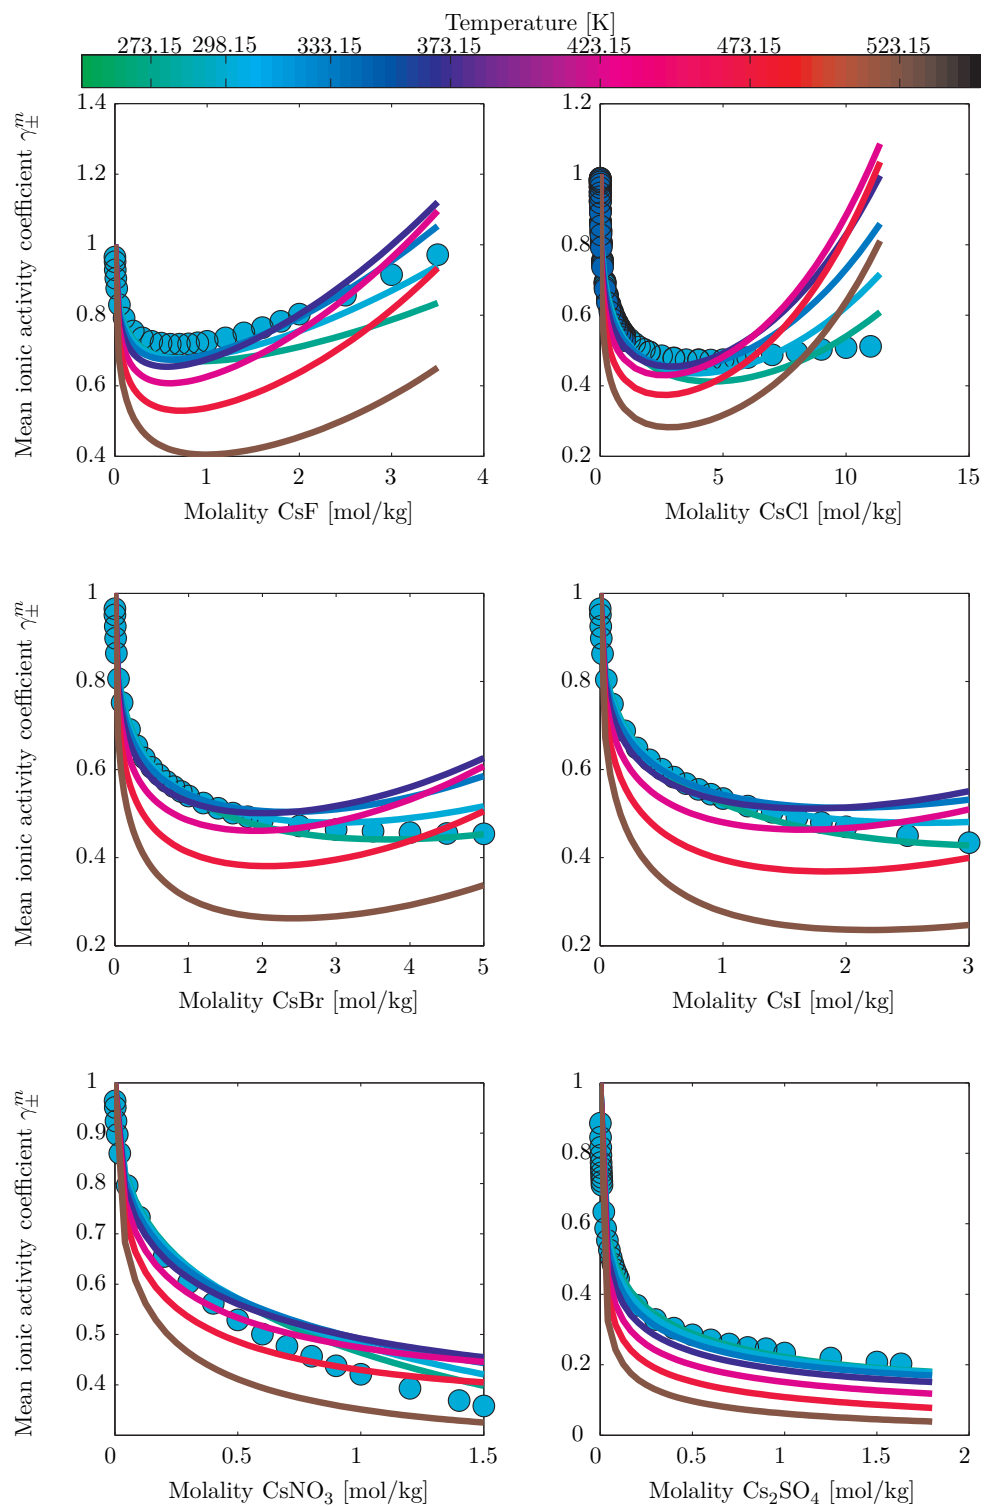 Temperature [K]
273.15 298.15 333.15 373.15 423.15 473.15 523.15
Mean ionic activity coefficient γ±^m
1.4
1.2
1
0.8
0.6
0.4
0 1 2 3 4
Molality CsF [mol/kg]
1.2
1
0.8
0.6
0.4
0.2
0 5 10 15
Molality CsCl [mol/kg]
Mean ionic activity coefficient γ±^m
1
0.8
0.6
0.4
0.2
0 1 2 3 4 5
Molality CsBr [mol/kg]
1
0.8
0.6
0.4
0.2
0 1 2 3
Molality CsI [mol/kg]
Mean ionic activity coefficient γ±^m
1
0.9
0.8
0.7
0.6
0.5
0.4
0 0.5 1 1.5
Molality CsNO₃ [mol/kg]
1
0.8
0.6
0.4
0.2
0
0 0.5 1 1.5 2
Molality Cs₂SO₄ [mol/kg]